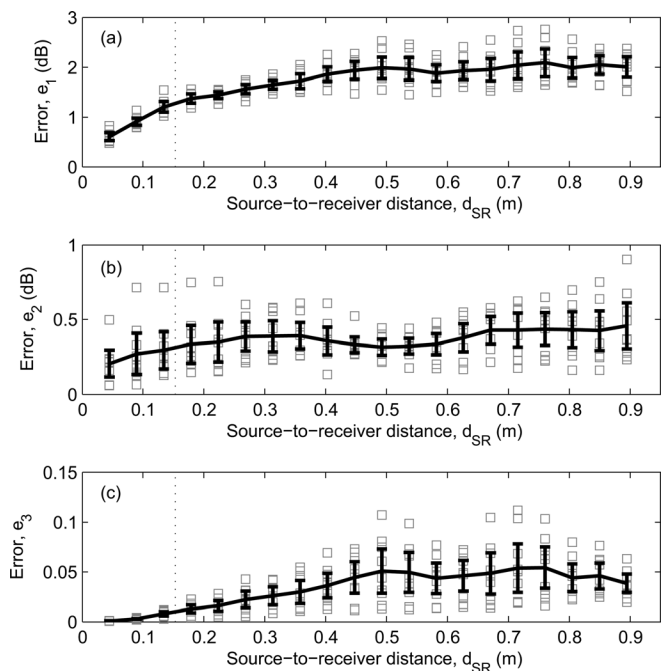 3
(a)
2
1
0
Error, e1 (dB)
0 0.1 0.2 0.3 0.4 0.5 0.6 0.7 0.8 0.9
Source-to-receiver distance, dSR (m)
1
(b)
0.5
0
Error, e2 (dB)
0 0.1 0.2 0.3 0.4 0.5 0.6 0.7 0.8 0.9
Source-to-receiver distance, dSR (m)
0.15
(c)
0.1
0.05
0
Error, e3
0 0.1 0.2 0.3 0.4 0.5 0.6 0.7 0.8 0.9
Source-to-receiver distance, dSR (m)